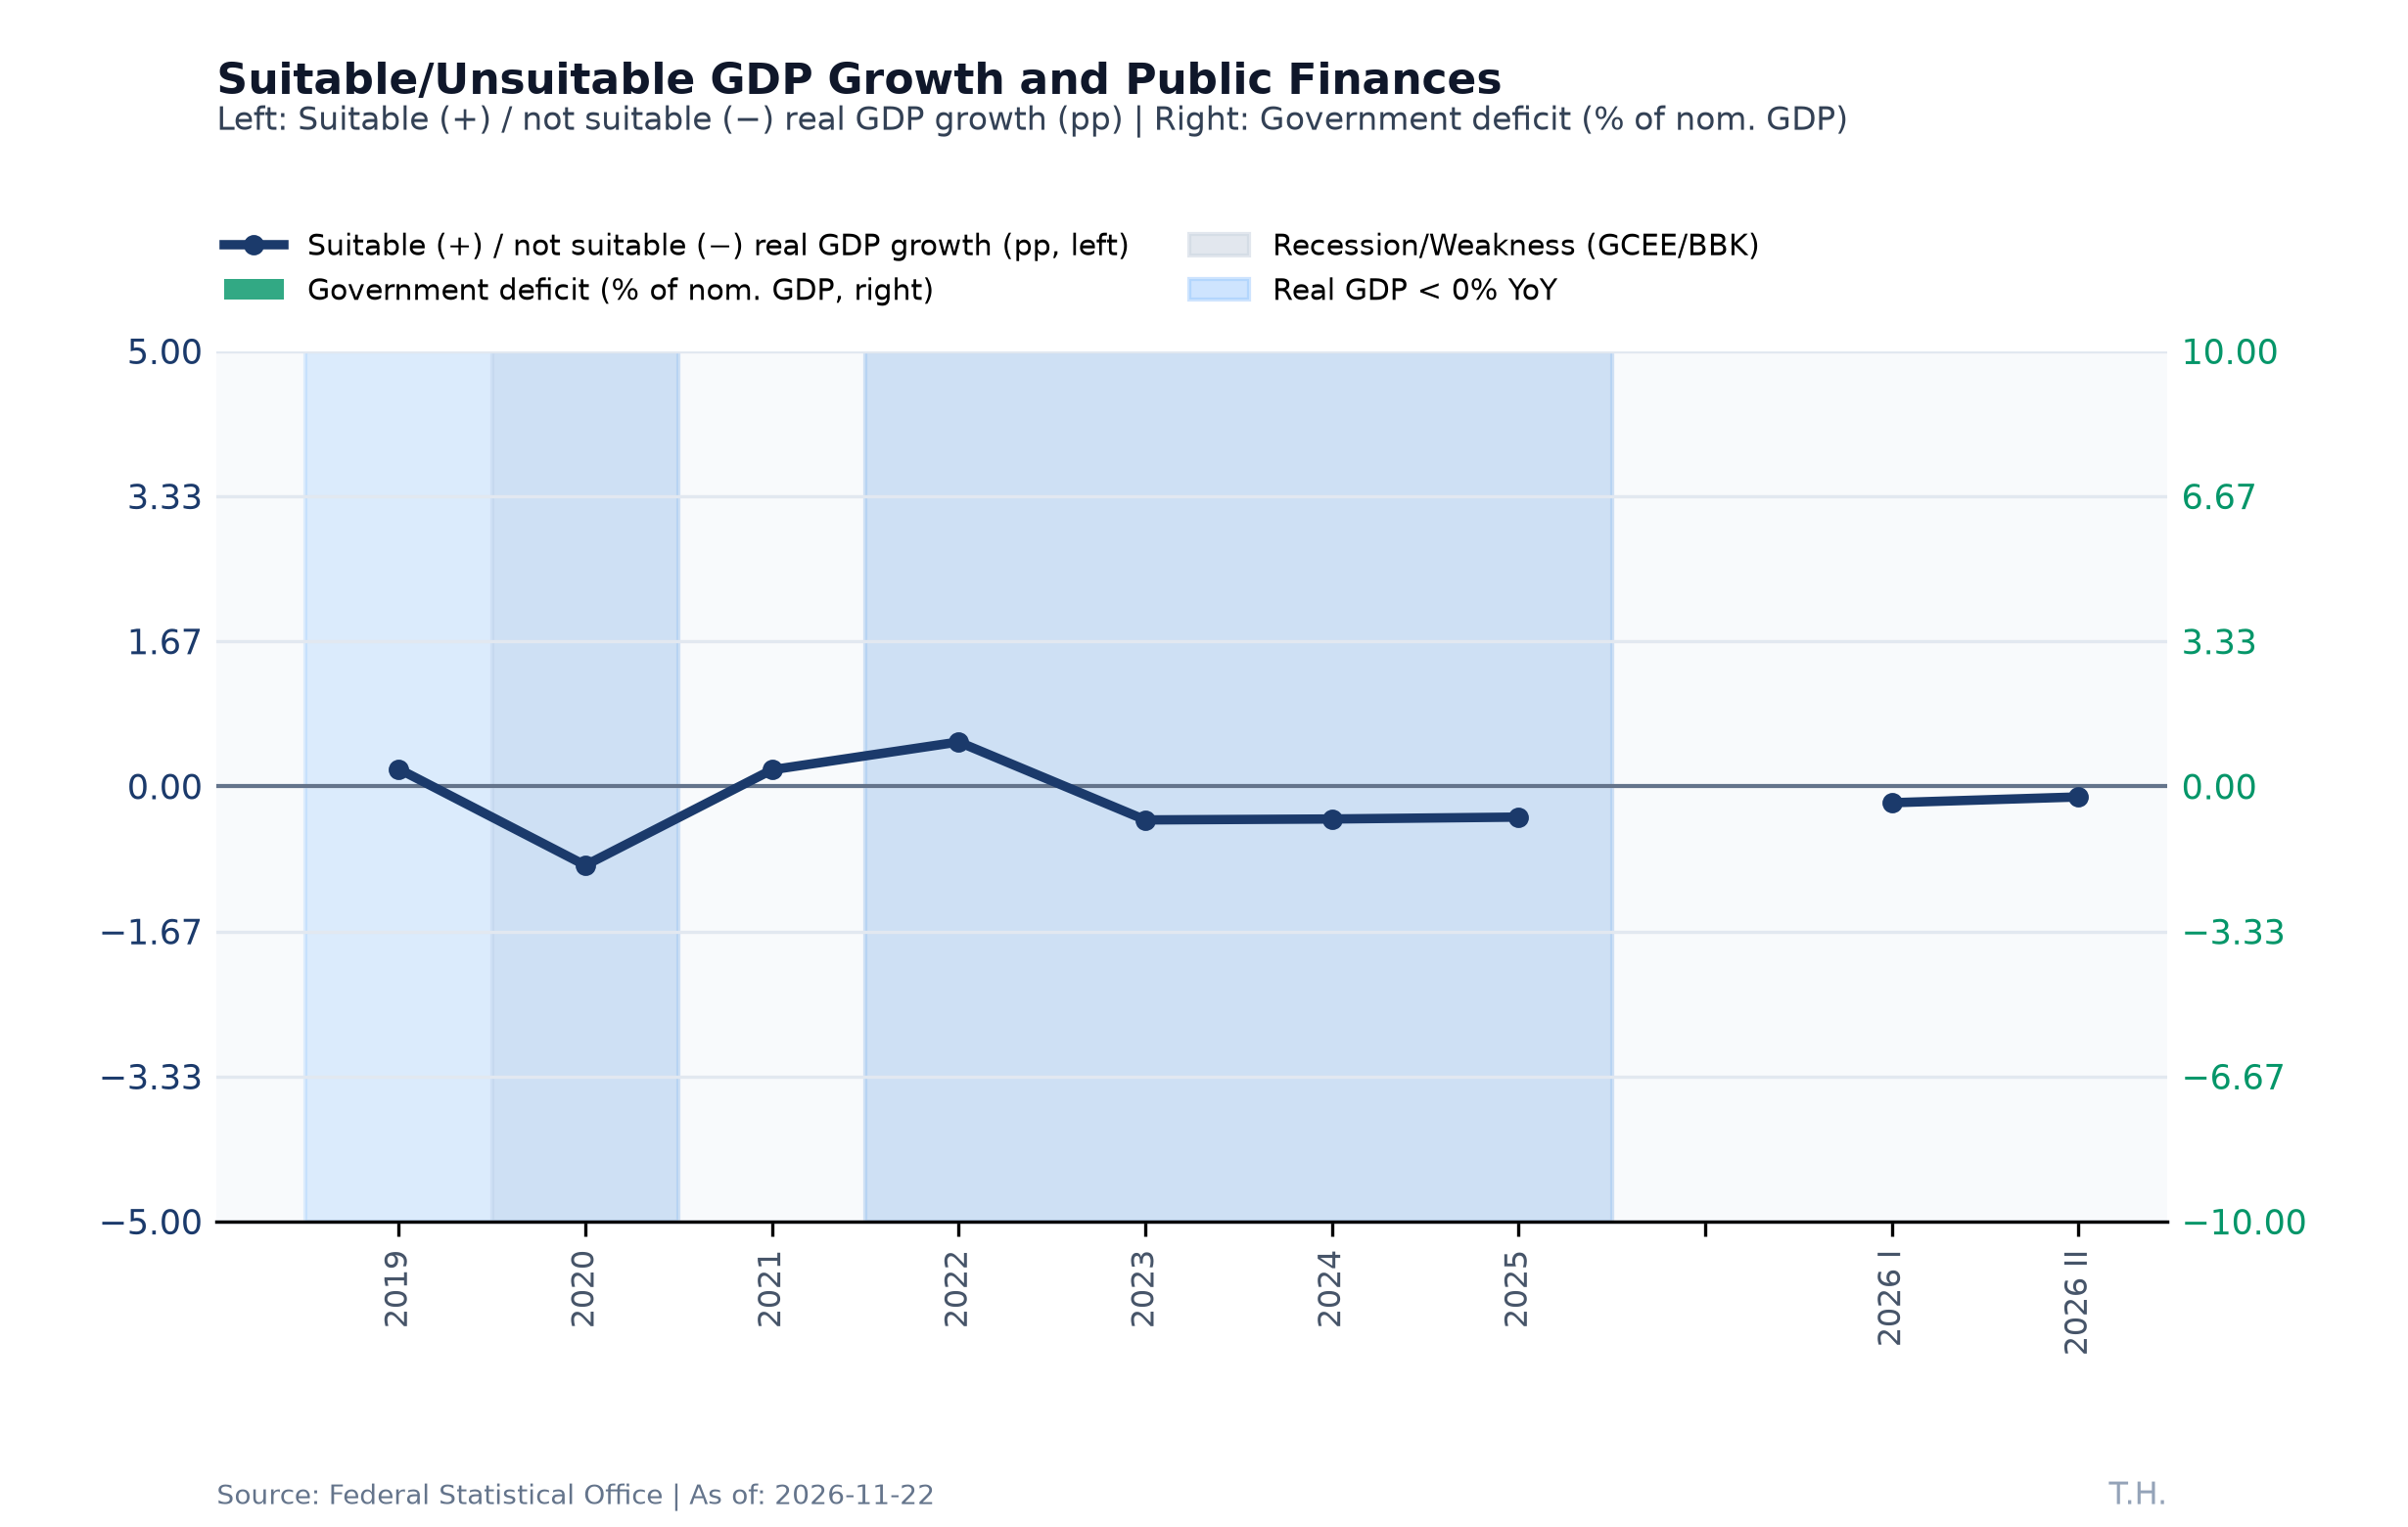 Suitable/Unsuitable GDP Growth and Public Finances
Left: Suitable (+) / not suitable (−) real GDP growth (pp) | Right: Government deficit (% of nom. GDP)
Suitable (+) / not suitable (−) real GDP growth (pp, left)
Government deficit (% of nom. GDP, right)
Recession/Weakness (GCEE/BBK)
Real GDP < 0% YoY
5.00
3.33
1.67
0.00
−1.67
−3.33
−5.00
10.00
6.67
3.33
0.00
−3.33
−6.67
−10.00
2019
2020
2021
2022
2023
2024
2025
2026 I
2026 II
Source: Federal Statistical Office | As of: 2026-11-22
T.H.